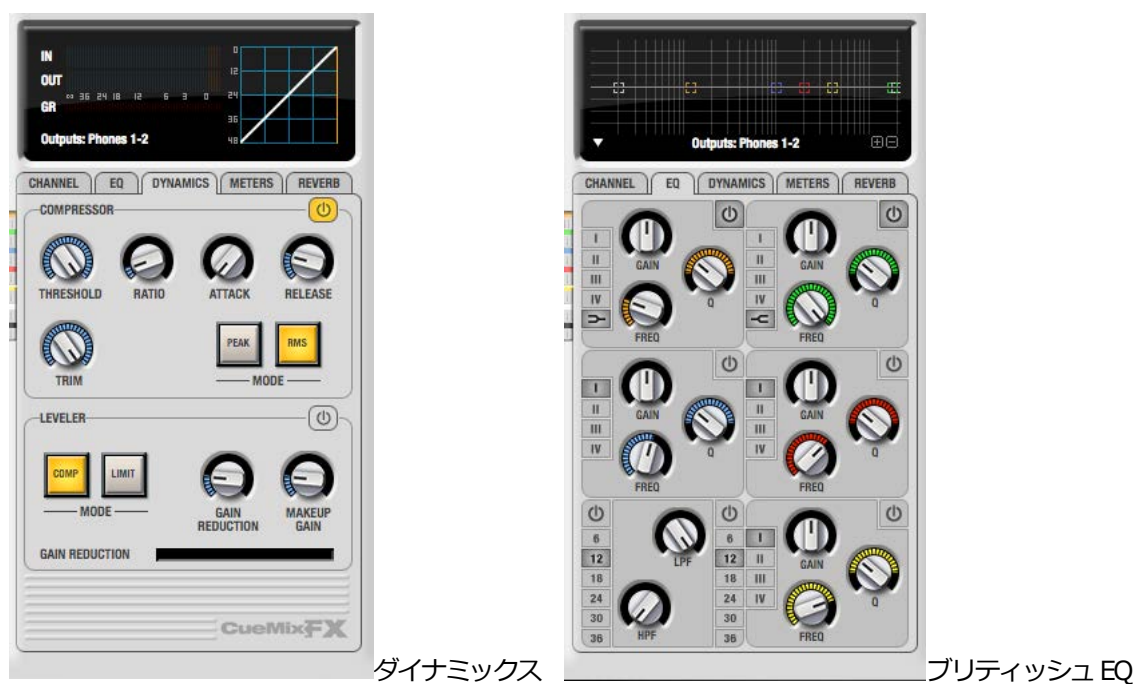 IN
OUT
∞ 36 24 18 12 6 3 0
GR
Outputs: Phones 1-2
0
12
24
36
48
CHANNEL EQ DYNAMICS METERS REVERB
COMPRESSOR
THRESHOLD RATIO ATTACK RELEASE
TRIM
PEAK RMS
MODE
LEVELER
COMP LIMIT
MODE
GAIN REDUCTION
MAKEUP GAIN
GAIN REDUCTION
CueMixFX
ダイナミックス
Outputs: Phones 1-2
CHANNEL EQ DYNAMICS METERS REVERB
I
II
III
IV
GAIN
Q
FREQ
I
II
III
IV
GAIN
Q
FREQ
I
II
III
IV
GAIN
Q
FREQ
I
II
III
IV
GAIN
Q
FREQ
6
12
18
24
30
36
LPF
HPF
6
12
18
24
30
36
I
II
III
IV
GAIN
Q
FREQ
ブリティッシュ EQ